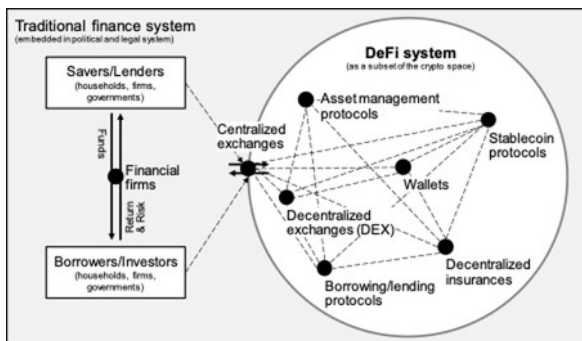 Traditional finance system
(embedded in political and legal system)
Savers/Lenders
(households, firms,
governments)
Funds
Financial
firms
Return
& Risk
Borrowers/Investors
(households, firms,
governments)
Centralized
exchanges
DeFi system
(as a subset of the crypto space)
Asset management
protocols
Stablecoin
protocols
Wallets
Decentralized
exchanges (DEX)
Decentralized
insurances
Borrowing/lending
protocols